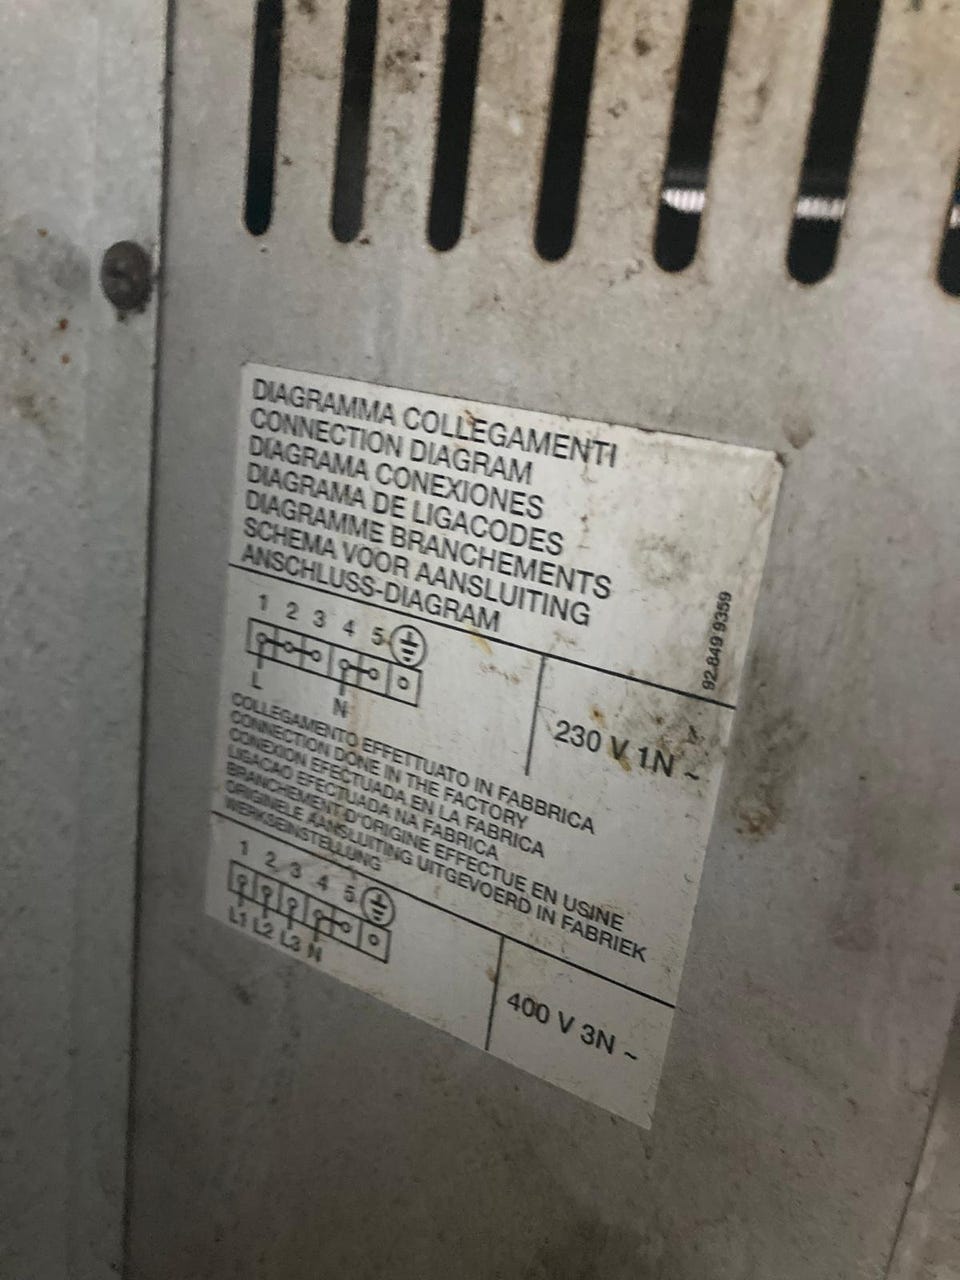 DIAGRAMMA COLLEGAMENTI
CONNECTION DIAGRAM
DIAGRAMA CONEXIONES
DIAGRAMA DE LIGACODES
DIAGRAMME BRANCHEMENTS
SCHEMA VOOR AANSLUITING
ANSCHLUSS-DIAGRAM
92.849 9359
1 2 3 4 5
L N
230 V 1N ~
COLLEGAMENTO EFFETTUATO IN FABBRICA
CONNECTION DONE IN THE FACTORY
CONEXION EFECTUADA EN LA FABRICA
LIGACAO EFECTUADA NA FABRICA
BRANCHEMENT D'ORIGINE EFFECTUE EN USINE
ORIGINELE AANSLUITING UITGEVOERD IN FABRIEK
WERKSEINSTELLUNG
1 2 3 4 5
L1 L2 L3 N
400 V 3N ~